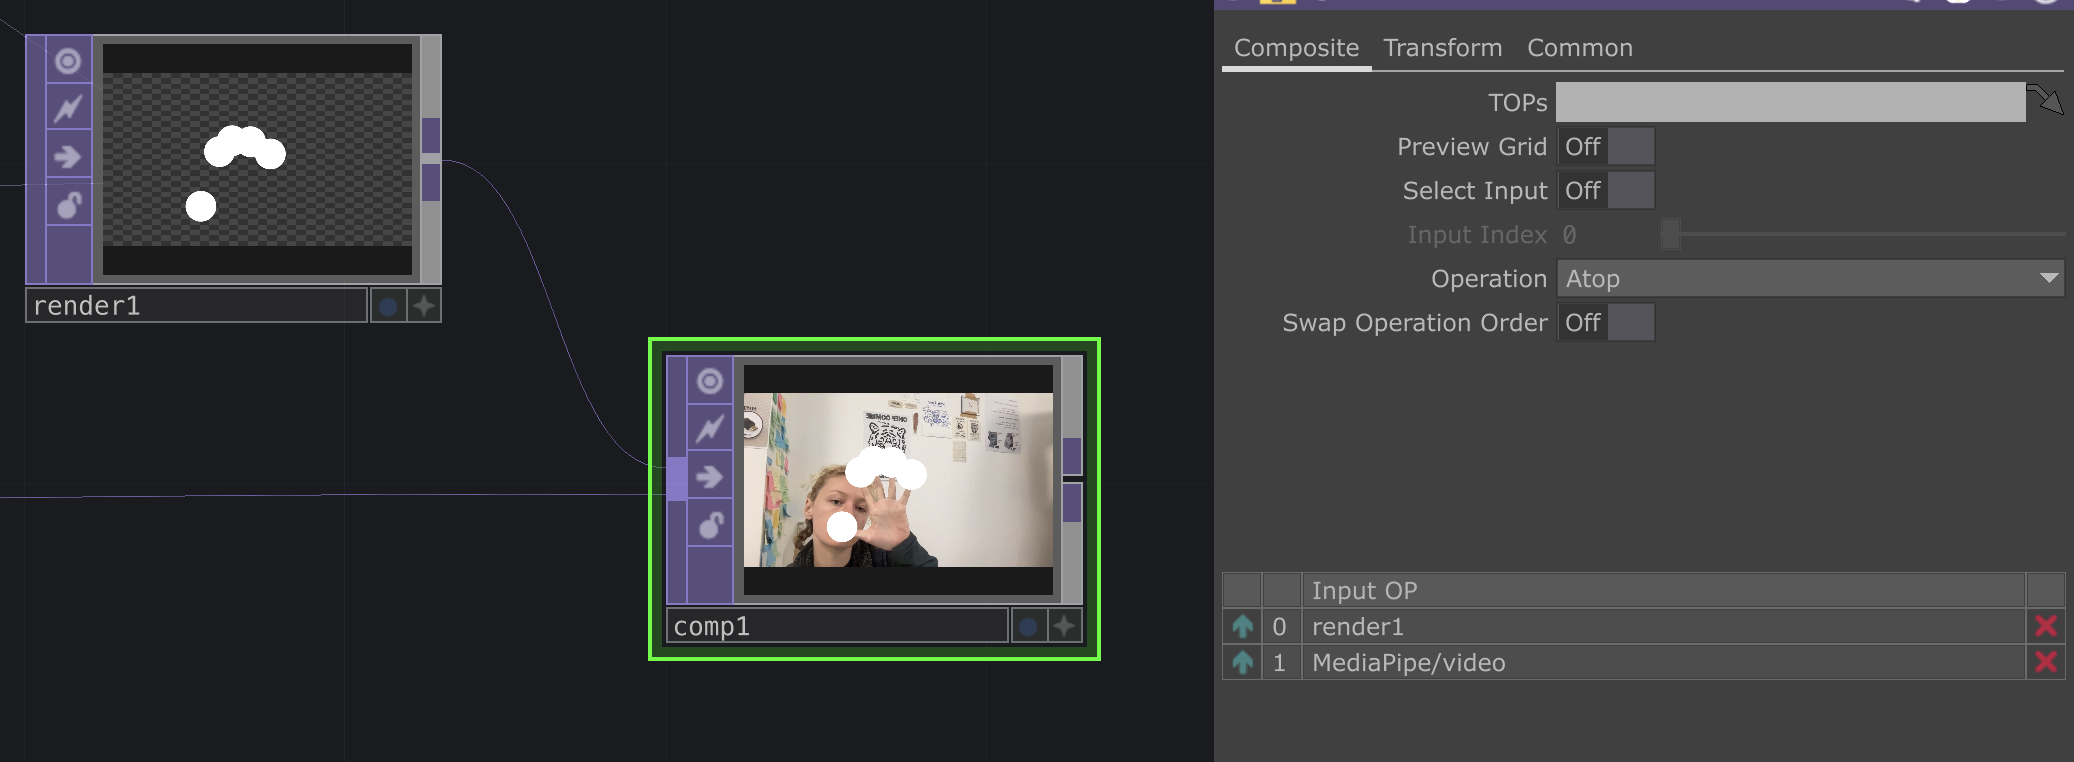 render1
comp1
Composite Transform Common
TOPs
Preview Grid Off
Select Input Off
Input Index 0
Operation Atop
Swap Operation Order Off
Input OP
0 render1
1 MediaPipe/video